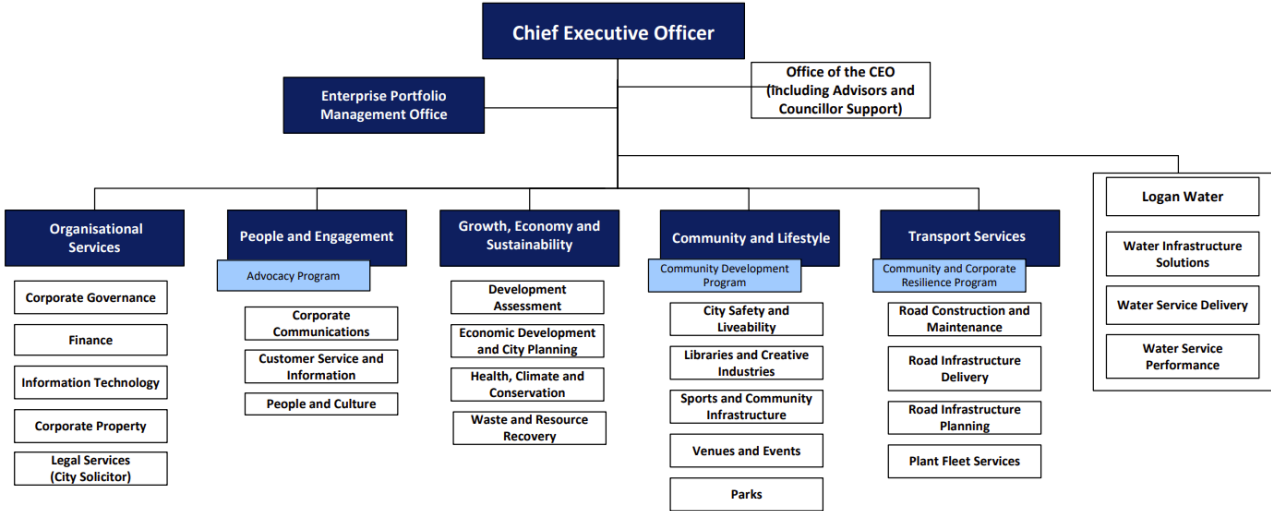 Chief Executive Officer
Enterprise Portfolio
Management Office
Office of the CEO
(including Advisors and
Councillor Support)
Organisational
Services
Corporate Governance
Finance
Information Technology
Corporate Property
Legal Services
(City Solicitor)
People and Engagement
Advocacy Program
Corporate
Communications
Customer Service and
Information
People and Culture
Growth, Economy and
Sustainability
Development
Assessment
Economic Development
and City Planning
Health, Climate and
Conservation
Waste and Resource
Recovery
Community and Lifestyle
Community Development
Program
City Safety and
Liveability
Libraries and Creative
Industries
Sports and Community
Infrastructure
Venues and Events
Parks
Transport Services
Community and Corporate
Resilience Program
Road Construction and
Maintenance
Road Infrastructure
Delivery
Road Infrastructure
Planning
Plant Fleet Services
Logan Water
Water Infrastructure
Solutions
Water Service Delivery
Water Service
Performance